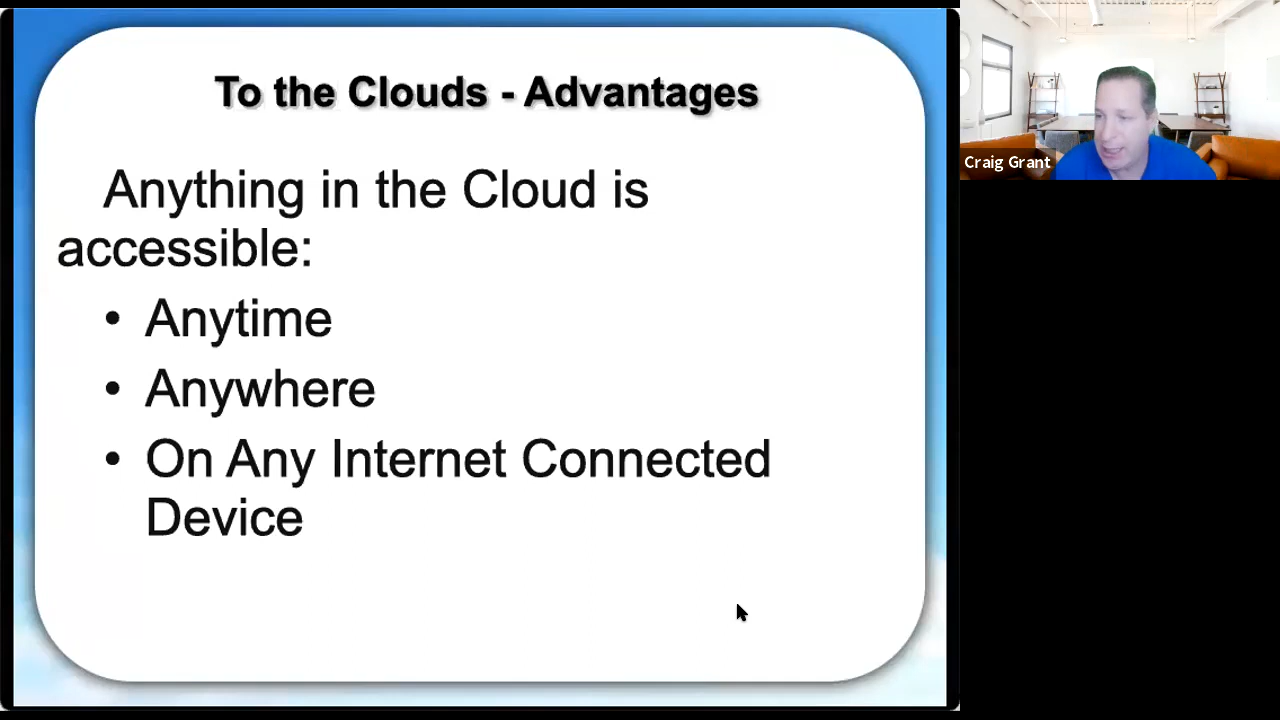 To the Clouds - Advantages
Anything in the Cloud is
accessible:
• Anytime
• Anywhere
• On Any Internet Connected
Device
Craig Grant